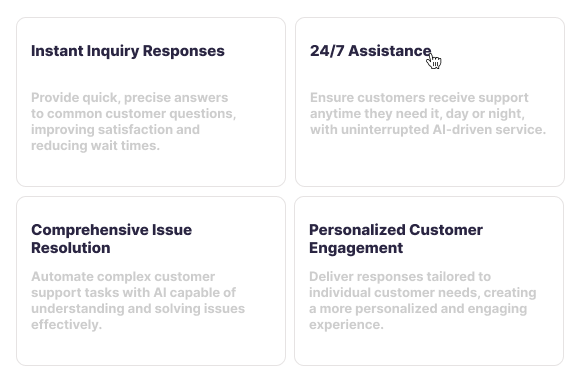 Instant Inquiry Responses
Provide quick, precise answers
to common customer questions,
improving satisfaction and
reducing wait times.
24/7 Assistance
Ensure customers receive support
anytime they need it, day or night,
with uninterrupted AI-driven service.
Comprehensive Issue
Resolution
Automate complex customer
support tasks with AI capable of
understanding and solving issues
effectively.
Personalized Customer
Engagement
Deliver responses tailored to
individual customer needs, creating
a more personalized and engaging
experience.